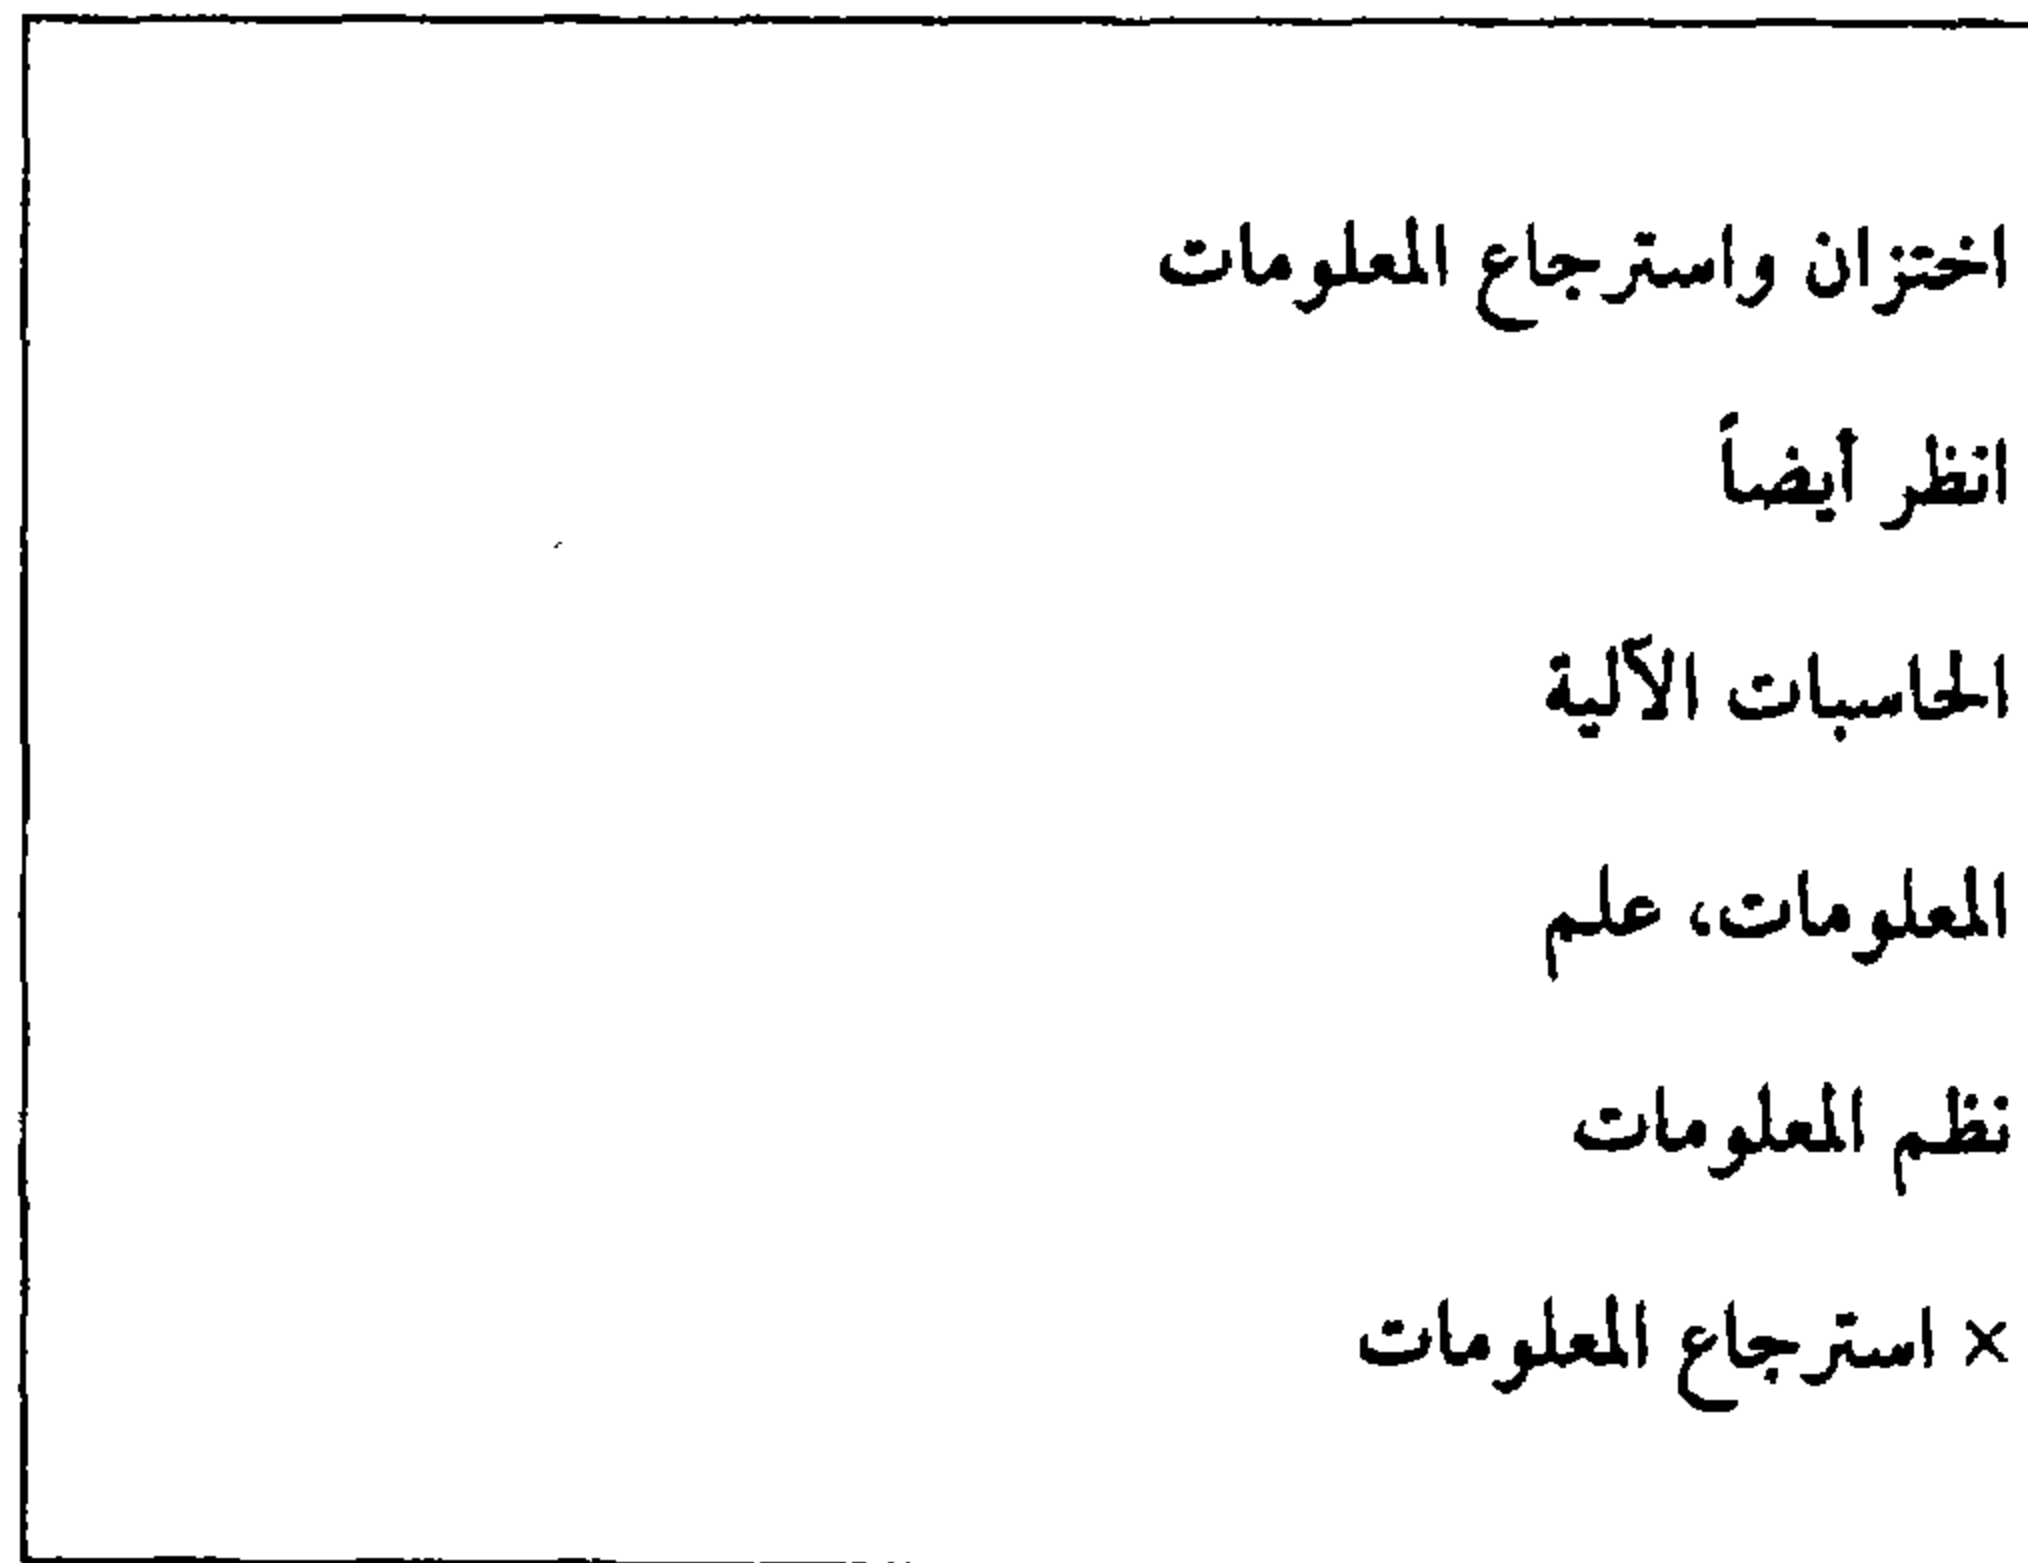 اختزان واسترجاع المعلومات
انظر أيضاً
الحاسبات الآلية
المعلومات، علم
نظم المعلومات
× استرجاع المعلومات